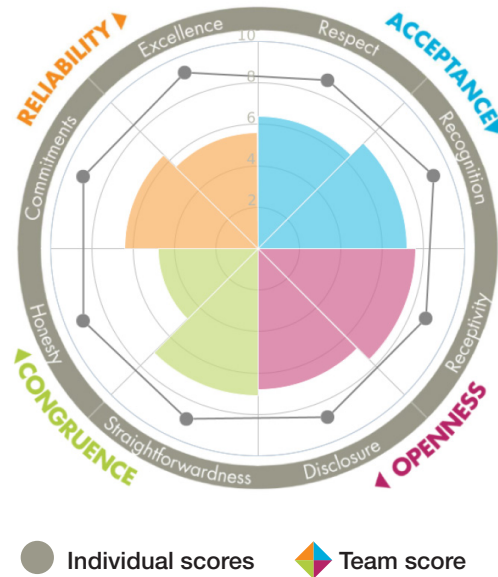 RELIABILITY
ACCEPTANCE
Excellence
Respect
Commitments
Recognition
10
8
6
4
2
Honesty
Receptivity
Straightforwardness
Disclosure
CONGRUENCE
OPENNESS
Individual scores
Team score